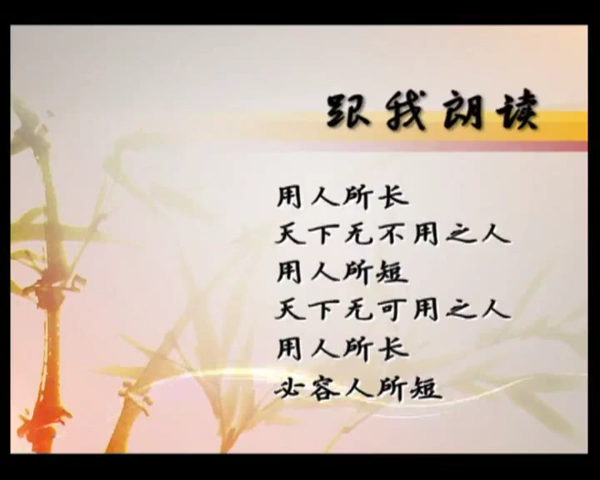 跟我朗读
用人所长
天下无不用之人
用人所短
天下无可用之人
用人所长
必容人所短